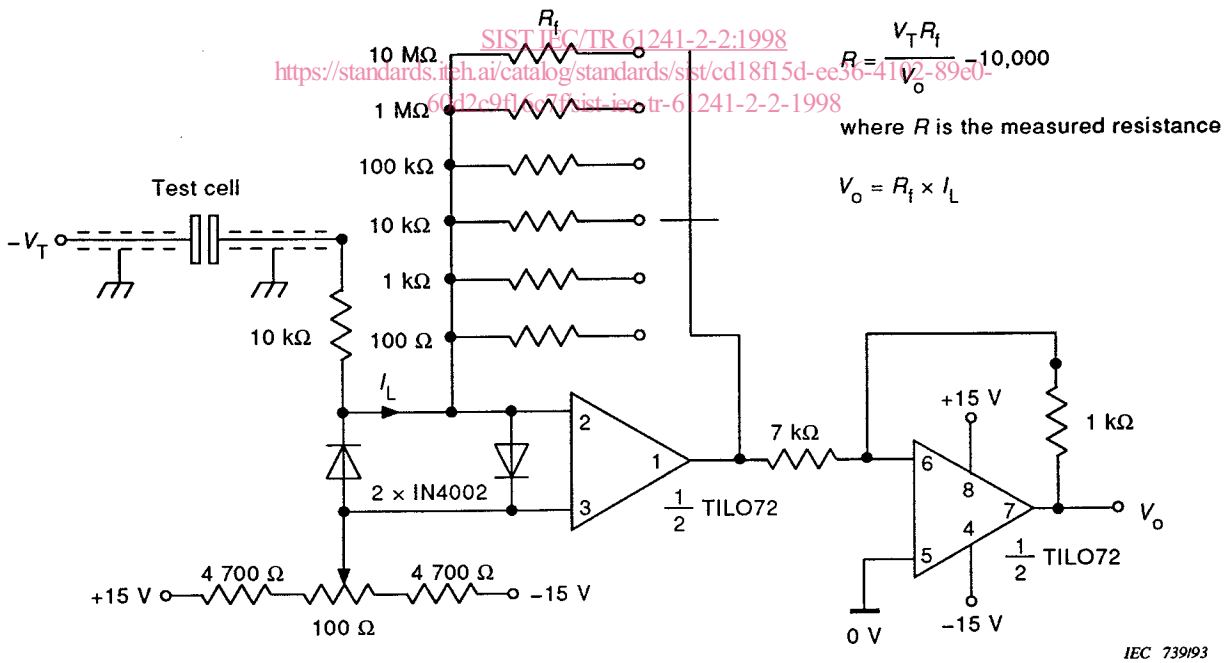 R_f
SIST IEC/TR 61241-2-2:1998
10 MΩ
R = V_T R_f / V_o - 10,000
https://standards.iteh.ai/catalog/standards/sist/cd18f15d-ee36-4102-89e0-
60d2c9f16c7f/sist-iec-tr-61241-2-2-1998
1 MΩ
where R is the measured resistance
100 kΩ
Test cell
V_o = R_f × I_L
10 kΩ
-V_T
1 kΩ
10 kΩ
100 Ω
I_L
+15 V
1 kΩ
2
7 kΩ
1
6
8
2 × IN4002
3
1/2 TILO72
7
V_o
4
5
1/2 TILO72
4 700 Ω
4 700 Ω
+15 V
-15 V
100 Ω
-15 V
0 V
IEC 739/93